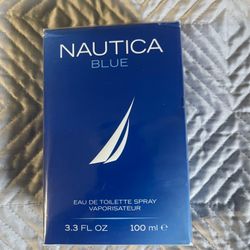 NAUTICA
BLUE
EAU DE TOILETTE SPRAY
VAPORISATEUR
3.3 FL OZ 100 ml ℮